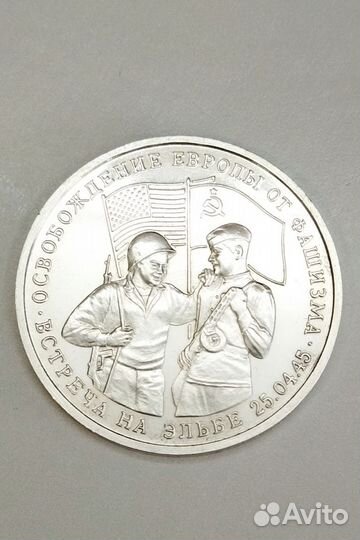 · ОСВОБОЖДЕНИЕ ЕВРОПЫ ОТ ФАШИЗМА ·
ВСТРЕЧА НА ЭЛЬБЕ 25.04.45
Avito